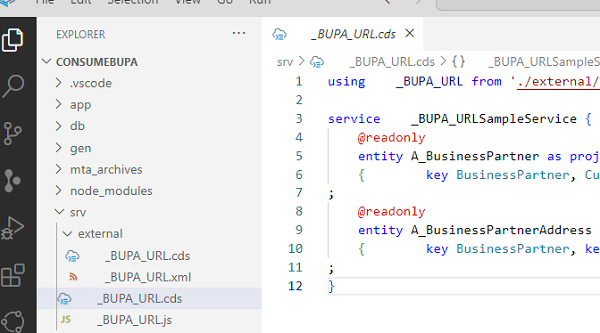 File Edit Selection View Go Run
EXPLORER
CONSUMEBUPA
.vscode
app
db
gen
mta_archives
node_modules
srv
external
_BUPA_URL.cds
_BUPA_URL.xml
_BUPA_URL.cds
_BUPA_URL.js
_BUPA_URL.cds
srv > _BUPA_URL.cds > {} _BUPA_URLSampleS
1 using _BUPA_URL from './external/
2
3 service _BUPA_URLSampleService {
4 @readonly
5 entity A_BusinessPartner as proj
6 { key BusinessPartner, Cu
7 ;
8 @readonly
9 entity A_BusinessPartnerAddress
10 { key BusinessPartner, ke
11 ;
12 }